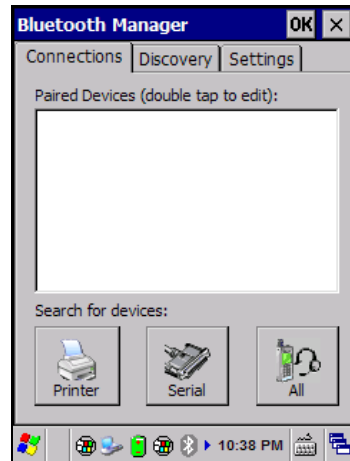 Bluetooth Manager OK ×
Connections Discovery Settings
Paired Devices (double tap to edit):
Search for devices:
Printer Serial All
10:38 PM